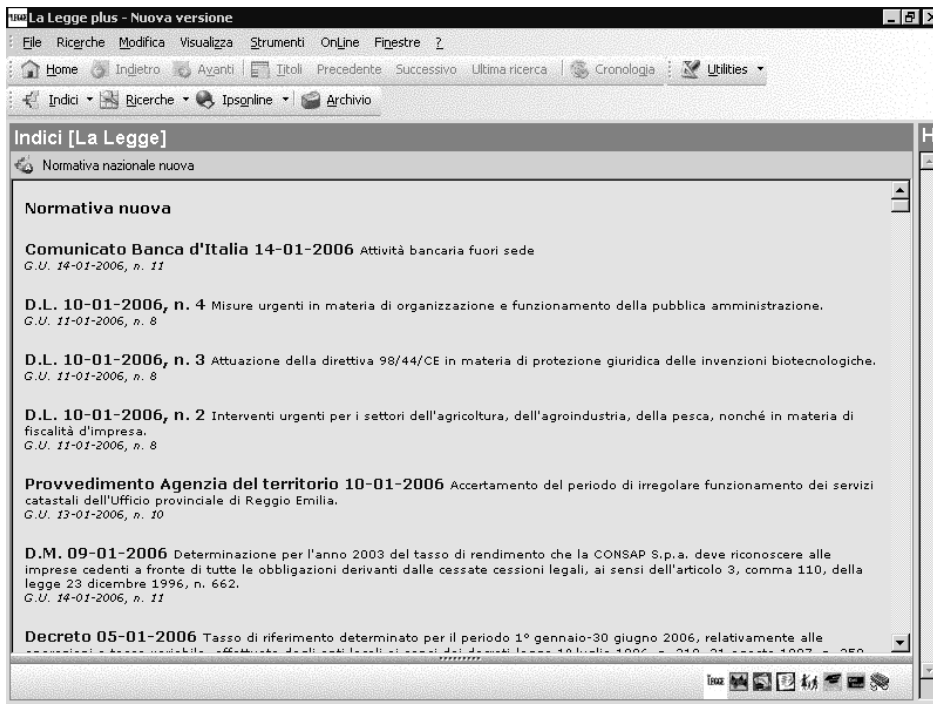 La Legge plus - Nuova versione
File Ricerche Modifica Visualizza Strumenti OnLine Finestre ?
Home Indietro Avanti Titoli Precedente Successivo Ultima ricerca Cronologia Utilities
Indici Ricerche Ipsonline Archivio
Indici [La Legge]
Normativa nazionale nuova
Normativa nuova
Comunicato Banca d'Italia 14-01-2006 Attività bancaria fuori sede
G.U. 14-01-2006, n. 11
D.L. 10-01-2006, n. 4 Misure urgenti in materia di organizzazione e funzionamento della pubblica amministrazione.
G.U. 11-01-2006, n. 8
D.L. 10-01-2006, n. 3 Attuazione della direttiva 98/44/CE in materia di protezione giuridica delle invenzioni biotecnologiche.
G.U. 11-01-2006, n. 8
D.L. 10-01-2006, n. 2 Interventi urgenti per i settori dell'agricoltura, dell'agroindustria, della pesca, nonché in materia di
fiscalità d'impresa.
G.U. 11-01-2006, n. 8
Provvedimento Agenzia del territorio 10-01-2006 Accertamento del periodo di irregolare funzionamento dei servizi
catastali dell'Ufficio provinciale di Reggio Emilia.
G.U. 13-01-2006, n. 10
D.M. 09-01-2006 Determinazione per l'anno 2003 del tasso di rendimento che la CONSAP S.p.a. deve riconoscere alle
imprese cedenti a fronte di tutte le obbligazioni derivanti dalle cessate cessioni legali, ai sensi dell'articolo 3, comma 110, della
legge 23 dicembre 1996, n. 662.
G.U. 14-01-2006, n. 11
Decreto 05-01-2006 Tasso di riferimento determinato per il periodo 1° gennaio-30 giugno 2006, relativamente alle